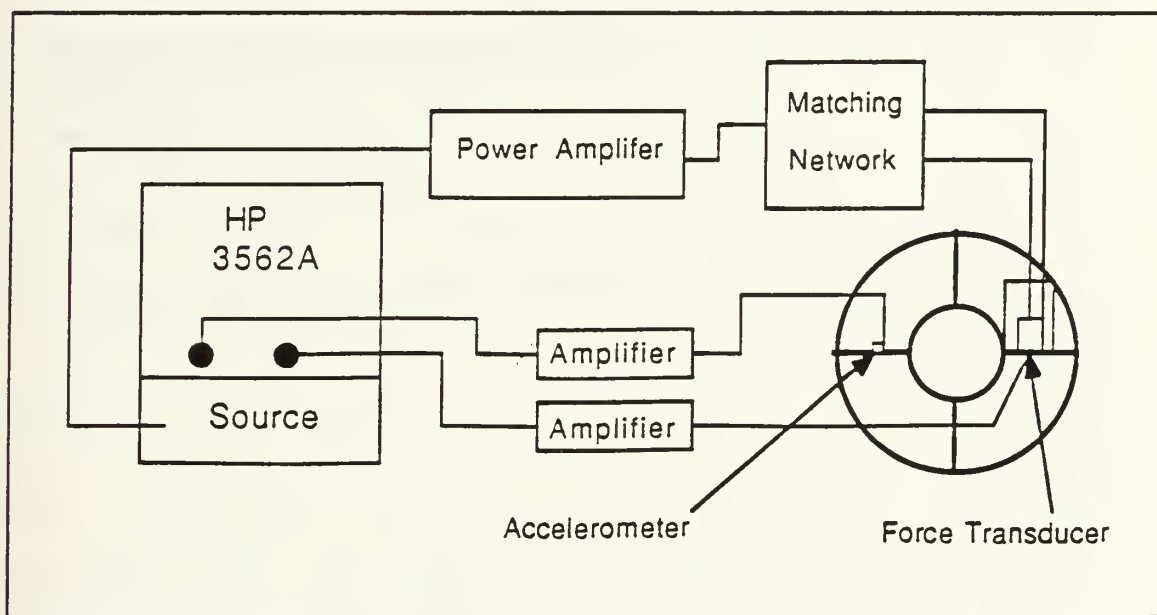 Matching
Network
Power Amplifer
HP
3562A
Amplifier
Source
Amplifier
Accelerometer
Force Transducer